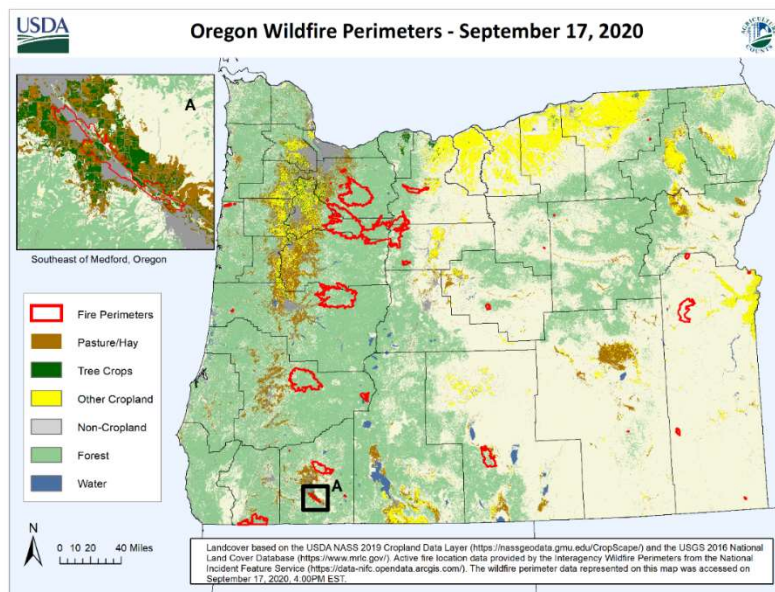 USDA
Oregon Wildfire Perimeters - September 17, 2020
AGRICULTURE
COUNTS
A
Southeast of Medford, Oregon
Fire Perimeters
Pasture/Hay
Tree Crops
Other Cropland
Non-Cropland
Forest
Water
A
N
0 10 20 40 Miles
Landcover based on the USDA NASS 2019 Cropland Data Layer (https://nassgeodata.gmu.edu/CropScape/) and the USGS 2016 National
Land Cover Database (https://www.mrlc.gov/). Active fire location data provided by the Interagency Wildfire Perimeters from the National
Incident Feature Service (https://data-nifc.opendata.arcgis.com/). The wildfire perimeter data represented on this map was accessed on
September 17, 2020, 4.00PM EST.